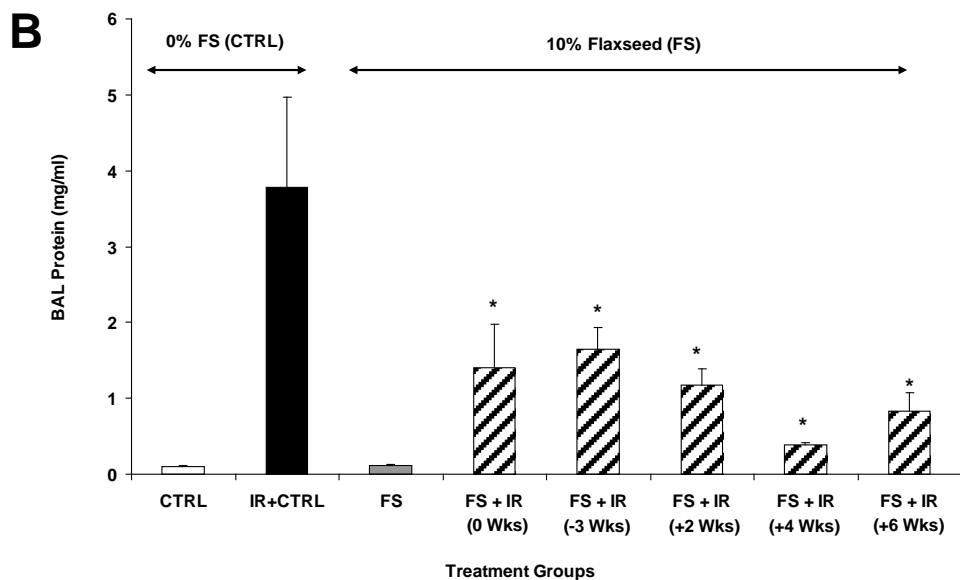 B
0% FS (CTRL)
10% Flaxseed (FS)
6
5
4
3
2
1
0
BAL Protein (mg/ml)
*
*
*
*
*
CTRL
IR+CTRL
FS
FS + IR
(0 Wks)
FS + IR
(-3 Wks)
FS + IR
(+2 Wks)
FS + IR
(+4 Wks)
FS + IR
(+6 Wks)
Treatment Groups